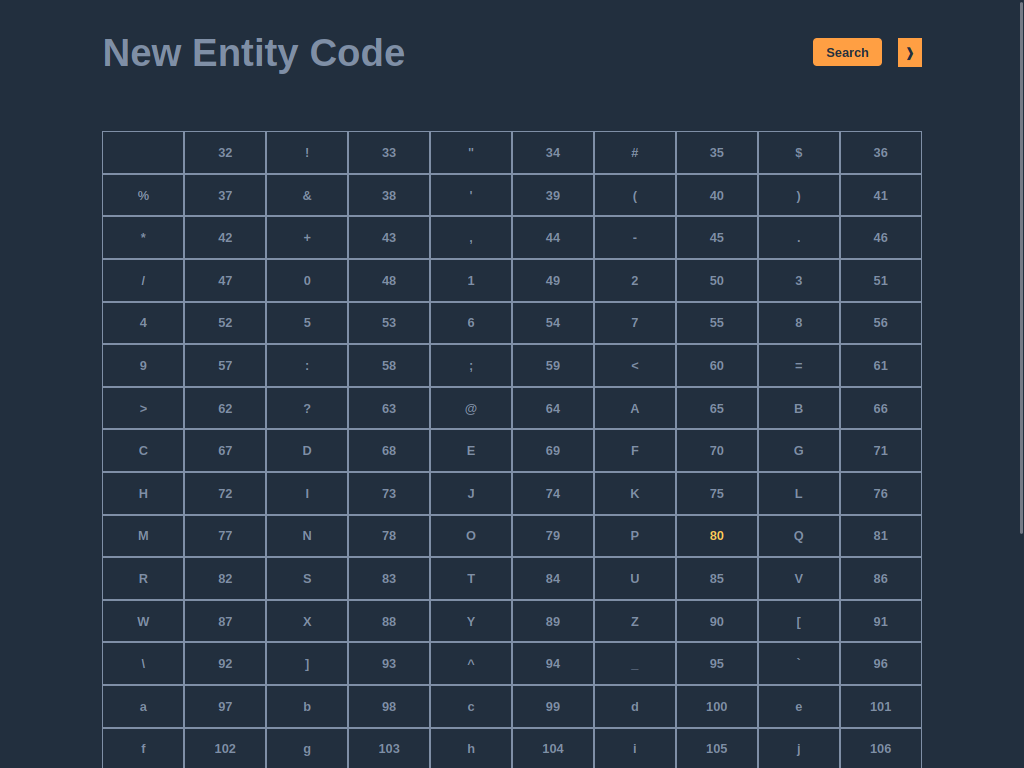 New Entity Code
Search ❯
32 ! 33 " 34 # 35 $ 36
% 37 & 38 ' 39 ( 40 ) 41
* 42 + 43 , 44 - 45 . 46
/ 47 0 48 1 49 2 50 3 51
4 52 5 53 6 54 7 55 8 56
9 57 : 58 ; 59 < 60 = 61
> 62 ? 63 @ 64 A 65 B 66
C 67 D 68 E 69 F 70 G 71
H 72 I 73 J 74 K 75 L 76
M 77 N 78 O 79 P 80 Q 81
R 82 S 83 T 84 U 85 V 86
W 87 X 88 Y 89 Z 90 [ 91
\ 92 ] 93 ^ 94 _ 95 ` 96
a 97 b 98 c 99 d 100 e 101
f 102 g 103 h 104 i 105 j 106